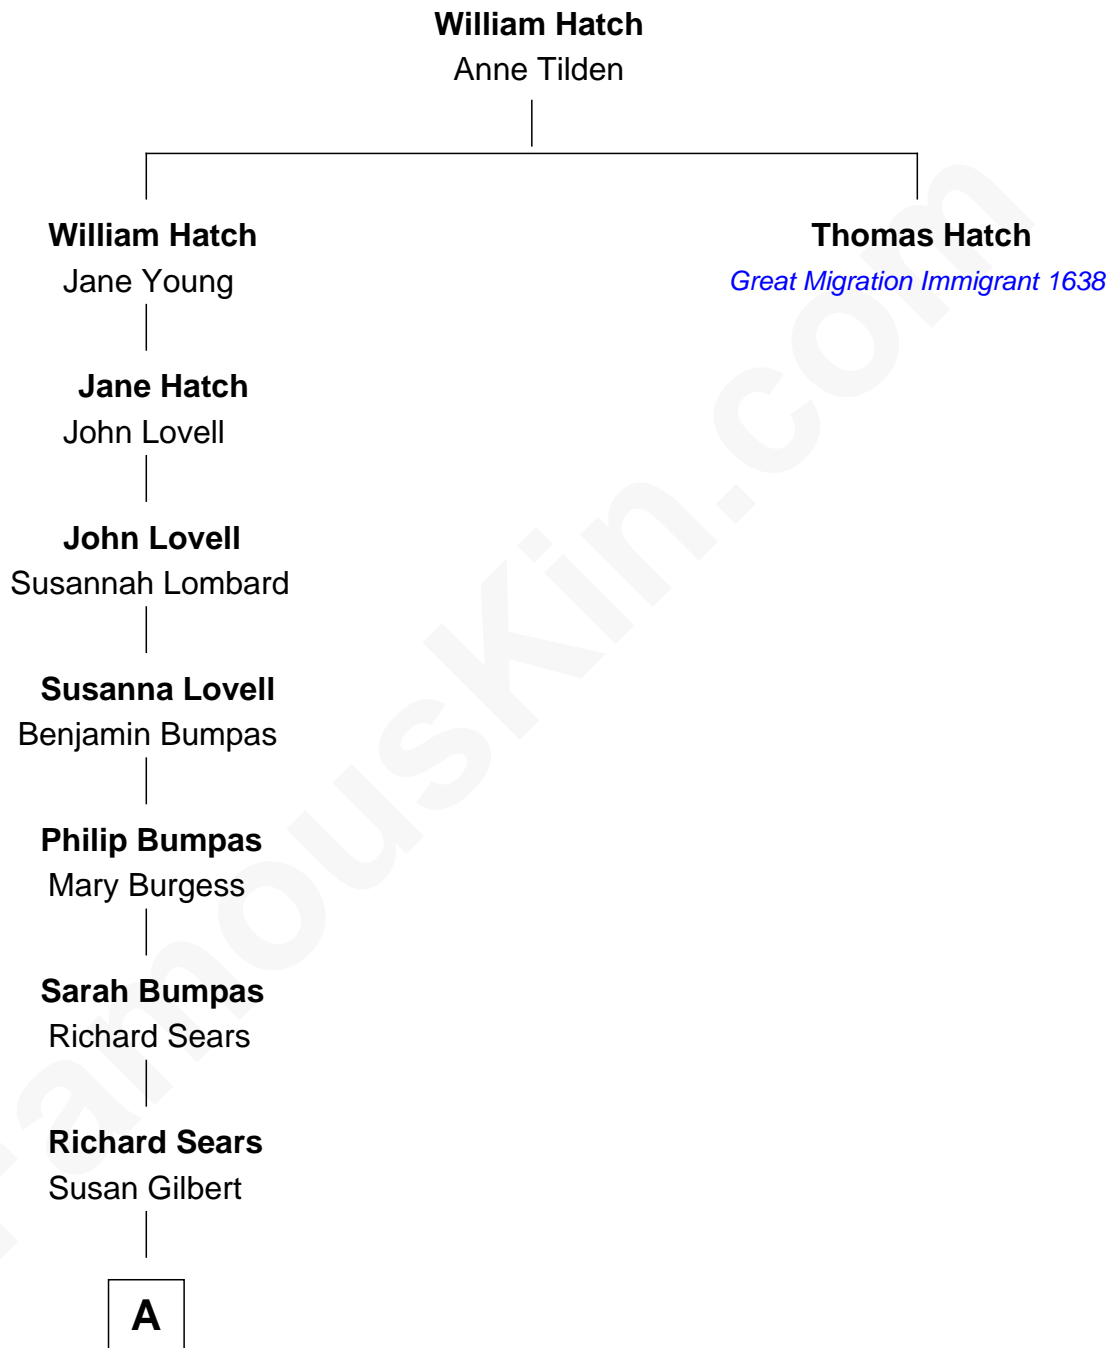 William Hatch
Anne Tilden
William Hatch
Jane Young
Thomas Hatch
Great Migration Immigrant 1638
Jane Hatch
John Lovell
John Lovell
Susannah Lombard
Susanna Lovell
Benjamin Bumpas
Philip Bumpas
Mary Burgess
Sarah Bumpas
Richard Sears
Richard Sears
Susan Gilbert
A
FamousKin.com